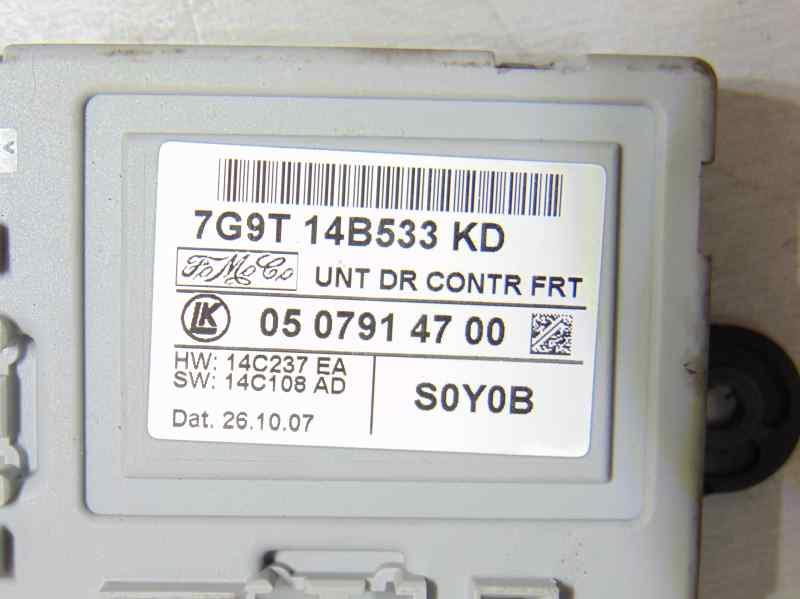 7G9T 14B533 KD
FoMoCo
UNT DR CONTR FRT
LK
05 0791 47 00
HW: 14C237 EA
SW: 14C108 AD
Dat. 26.10.07
S0Y0B